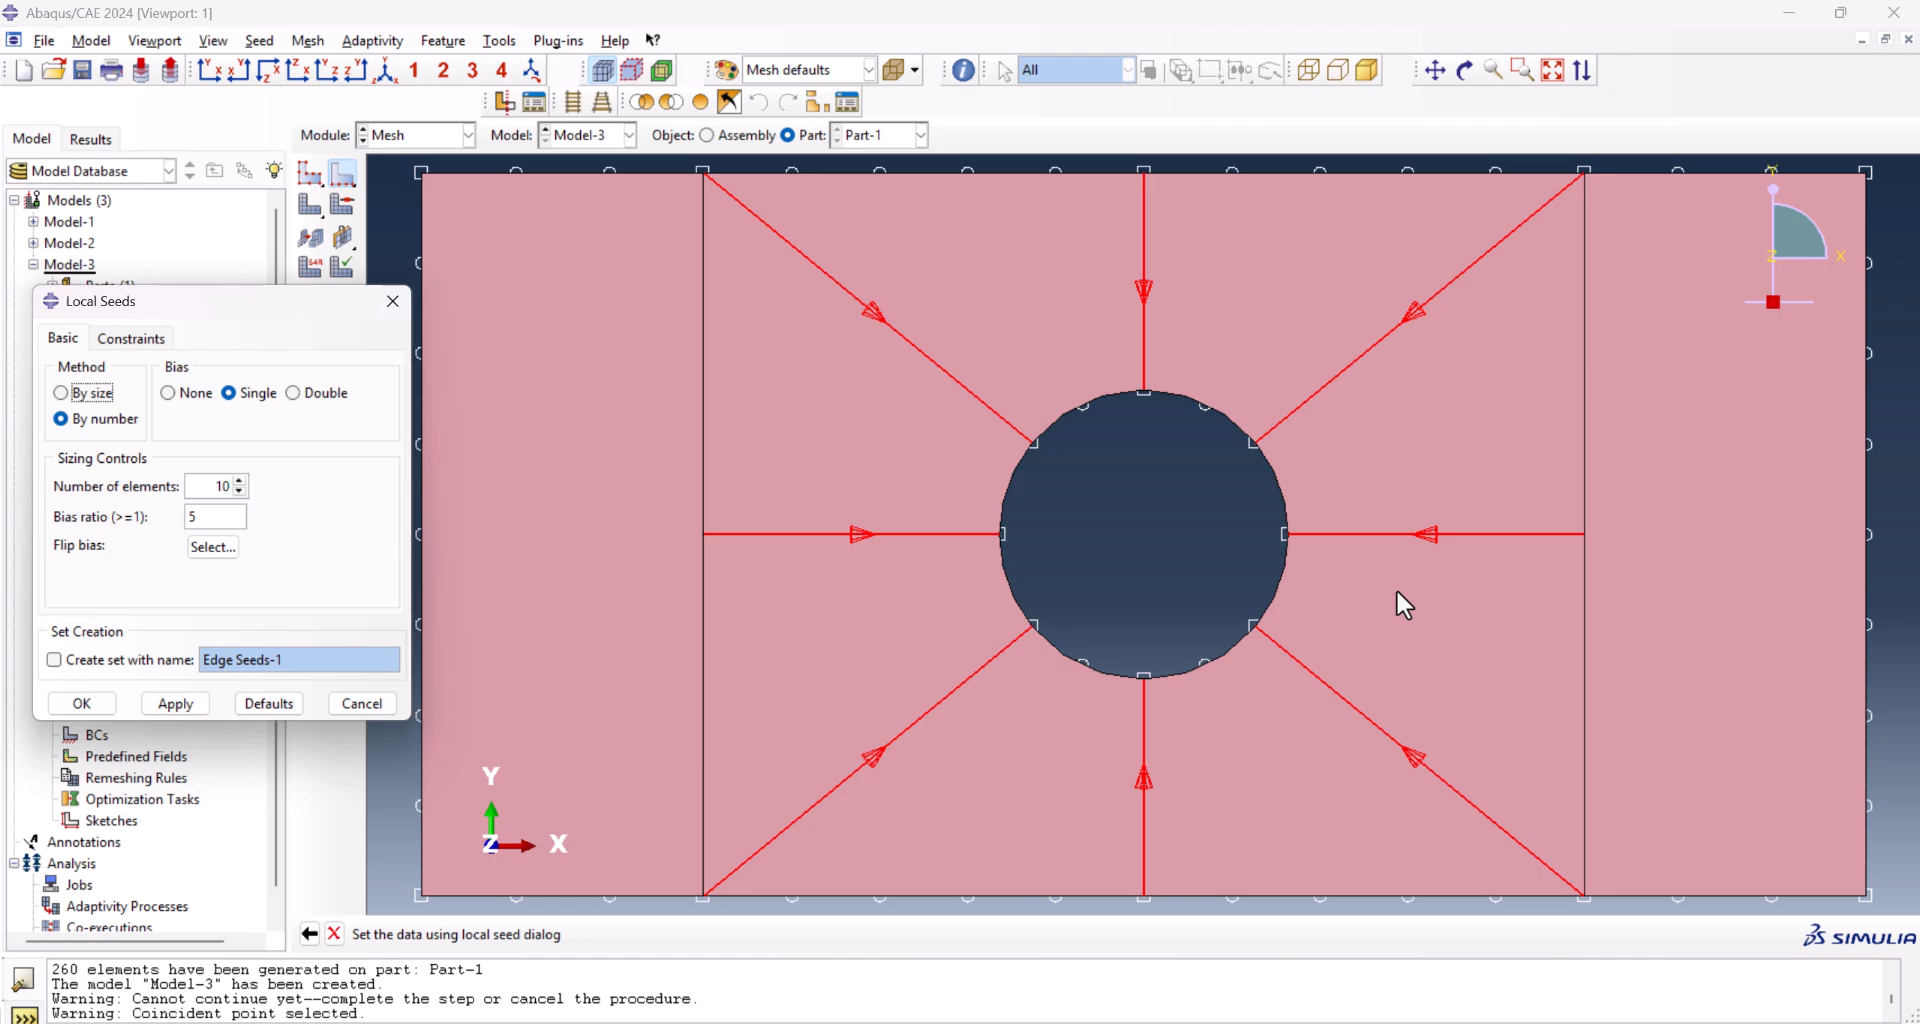 Abaqus/CAE 2024 [Viewport: 1]
File Model Viewport View Seed Mesh Adaptivity Feature Tools Plug-ins Help
1 2 3 4 Mesh defaults All
Model Results
Module: Mesh Model: Model-3 Object: Assembly Part: Part-1
Model Database
Models (3)
Model-1
Model-2
Model-3
Local Seeds
Basic Constraints
Method Bias
By size None Single Double
By number
Sizing Controls
Number of elements: 10
Bias ratio (>=1): 5
Flip bias: Select...
Set Creation
Create set with name: Edge Seeds-1
OK Apply Defaults Cancel
BCs
Predefined Fields
Remeshing Rules
Optimization Tasks
Sketches
Annotations
Analysis
Jobs
Adaptivity Processes
Co-executions
Y
X
Z
Y
X
Z
Set the data using local seed dialog
SIMULIA
260 elements have been generated on part: Part-1
The model "Model-3" has been created.
Warning: Cannot continue yet--complete the step or cancel the procedure.
Warning: Coincident point selected.